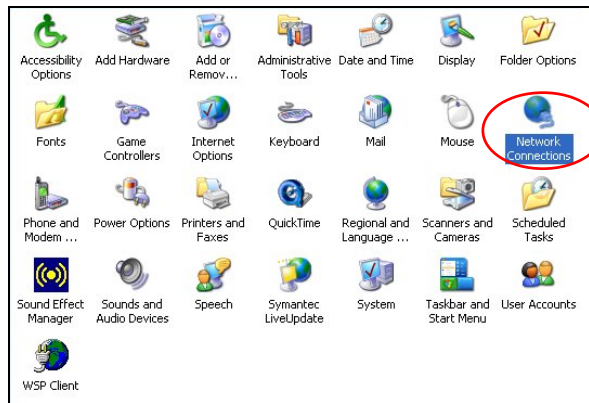 Accessibility Options
Add Hardware
Add or Remov...
Administrative Tools
Date and Time
Display
Folder Options
Fonts
Game Controllers
Internet Options
Keyboard
Mail
Mouse
Network Connections
Phone and Modem ...
Power Options
Printers and Faxes
QuickTime
Regional and Language ...
Scanners and Cameras
Scheduled Tasks
Sound Effect Manager
Sounds and Audio Devices
Speech
Symantec LiveUpdate
System
Taskbar and Start Menu
User Accounts
WSP Client